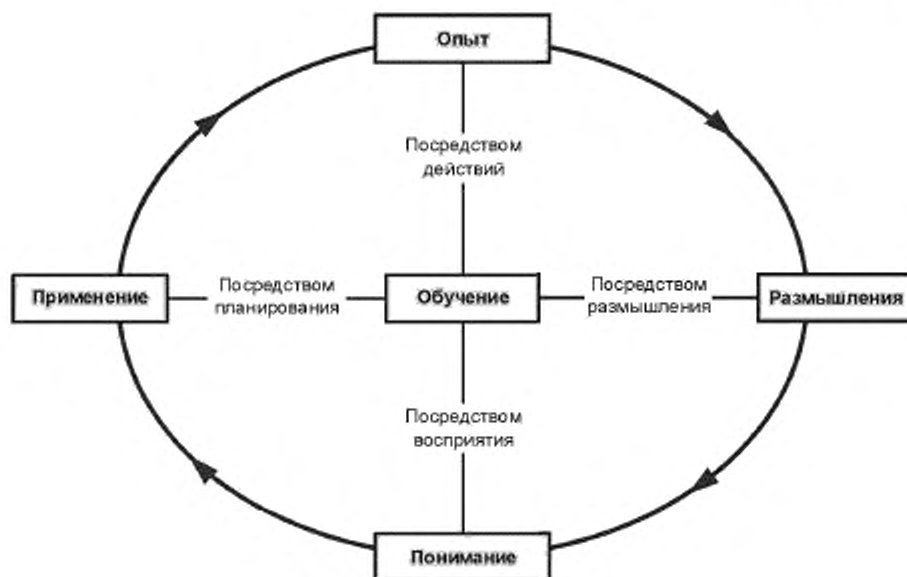 Опыт
Посредством
действий
Применение
Посредством
планирования
Обучение
Посредством
размышления
Размышления
Посредством
восприятия
Понимание